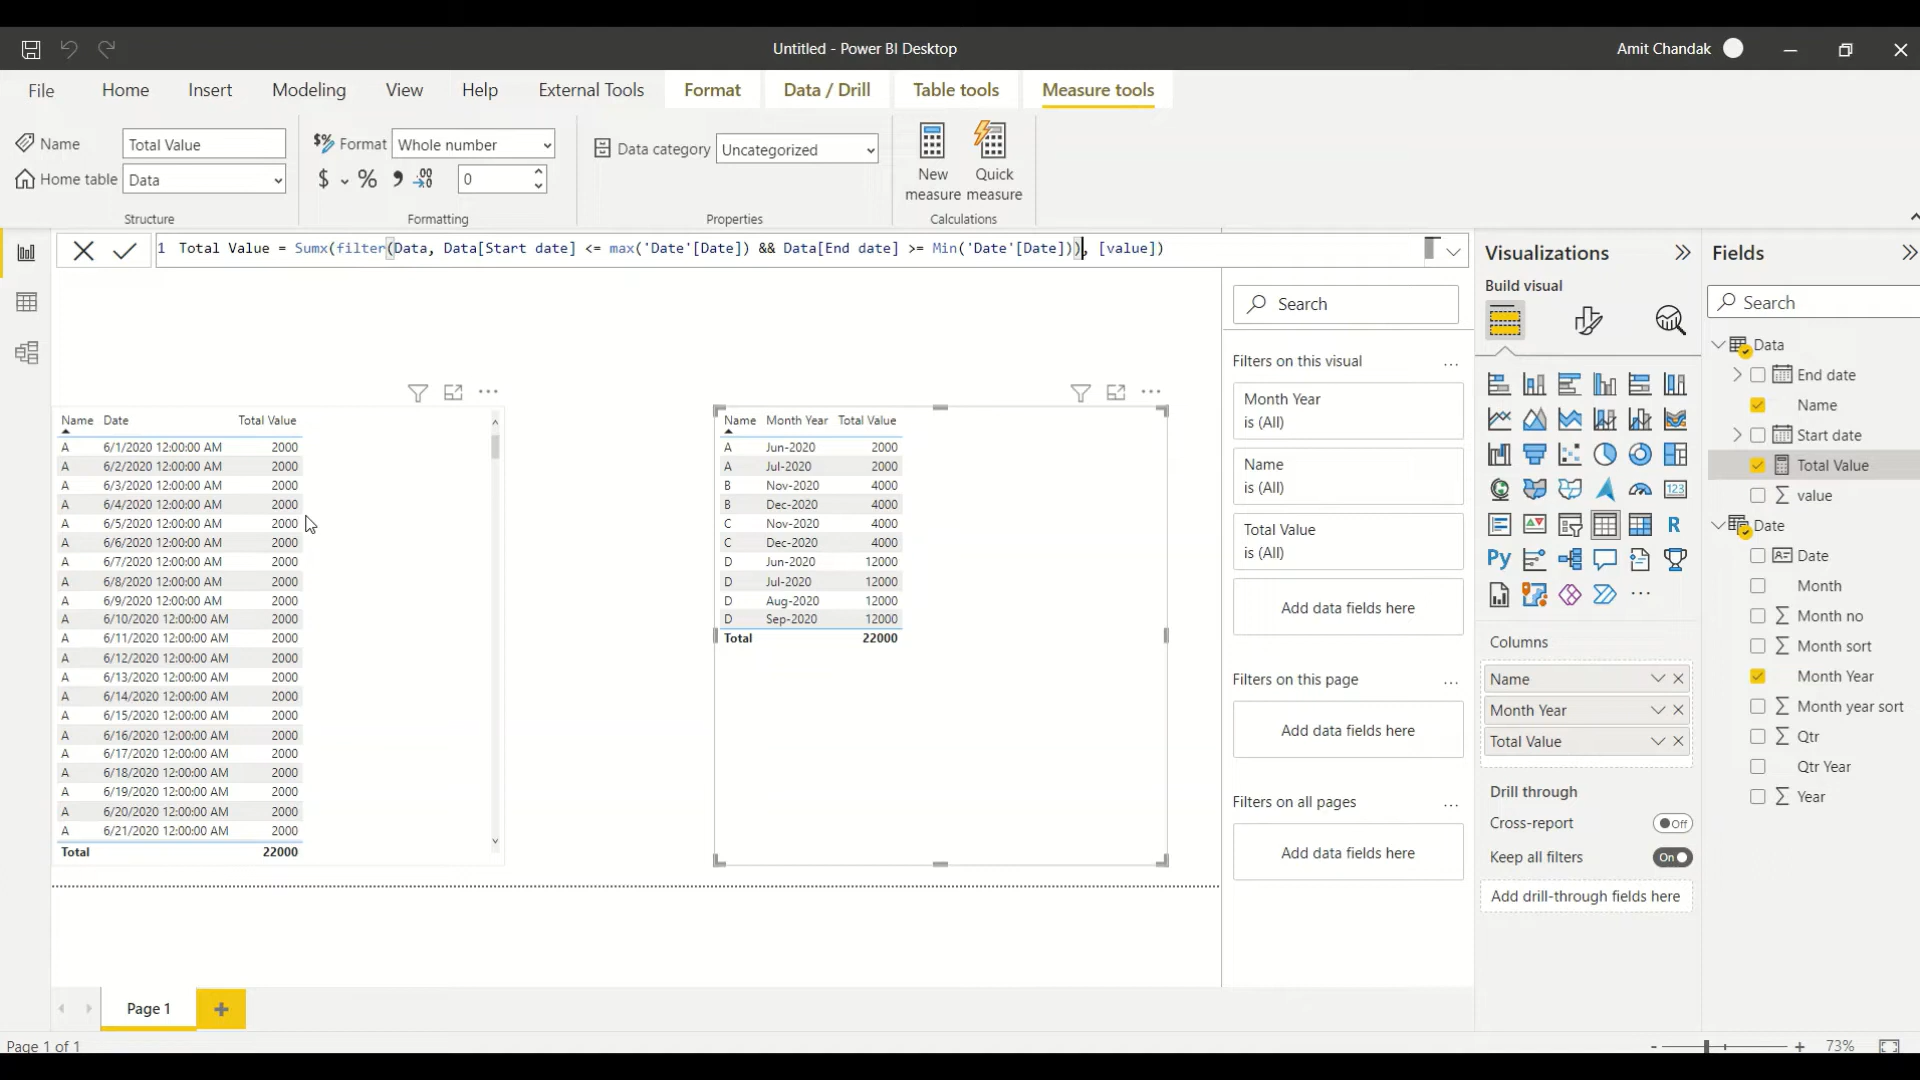 Untitled - Power BI Desktop
Amit Chandak
File Home Insert Modeling View Help External Tools Format Data / Drill Table tools Measure tools
Name Total Value
Home table Data
Structure
Format Whole number
$ % 0
Formatting
Data category Uncategorized
Properties
New measure
Quick measure
Calculations
1 Total Value = Sumx(filter(Data, Data[Start date] <= max('Date'[Date]) && Data[End date] >= Min('Date'[Date])), [value])
Name Date Total Value
A 6/1/2020 12:00:00 AM 2000
A 6/2/2020 12:00:00 AM 2000
A 6/3/2020 12:00:00 AM 2000
A 6/4/2020 12:00:00 AM 2000
A 6/5/2020 12:00:00 AM 2000
A 6/6/2020 12:00:00 AM 2000
A 6/7/2020 12:00:00 AM 2000
A 6/8/2020 12:00:00 AM 2000
A 6/9/2020 12:00:00 AM 2000
A 6/10/2020 12:00:00 AM 2000
A 6/11/2020 12:00:00 AM 2000
A 6/12/2020 12:00:00 AM 2000
A 6/13/2020 12:00:00 AM 2000
A 6/14/2020 12:00:00 AM 2000
A 6/15/2020 12:00:00 AM 2000
A 6/16/2020 12:00:00 AM 2000
A 6/17/2020 12:00:00 AM 2000
A 6/18/2020 12:00:00 AM 2000
A 6/19/2020 12:00:00 AM 2000
A 6/20/2020 12:00:00 AM 2000
A 6/21/2020 12:00:00 AM 2000
Total 22000
Name Month Year Total Value
A Jun-2020 2000
A Jul-2020 2000
B Nov-2020 4000
B Dec-2020 4000
C Nov-2020 4000
C Dec-2020 4000
D Jun-2020 12000
D Jul-2020 12000
D Aug-2020 12000
D Sep-2020 12000
Total 22000
Search
Filters on this visual ...
Month Year
is (All)
Name
is (All)
Total Value
is (All)
Add data fields here
Filters on this page ...
Add data fields here
Filters on all pages ...
Add data fields here
Visualizations
Build visual
123
R
Py
...
Columns
Name
Month Year
Total Value
Drill through
Cross-report Off
Keep all filters On
Add drill-through fields here
Fields
Search
Data
End date
Name
Start date
Total Value
Σ value
Date
Date
Month
Σ Month no
Σ Month sort
Month Year
Σ Month year sort
Σ Qtr
Qtr Year
Σ Year
Page 1
+
Page 1 of 1
- + 73%